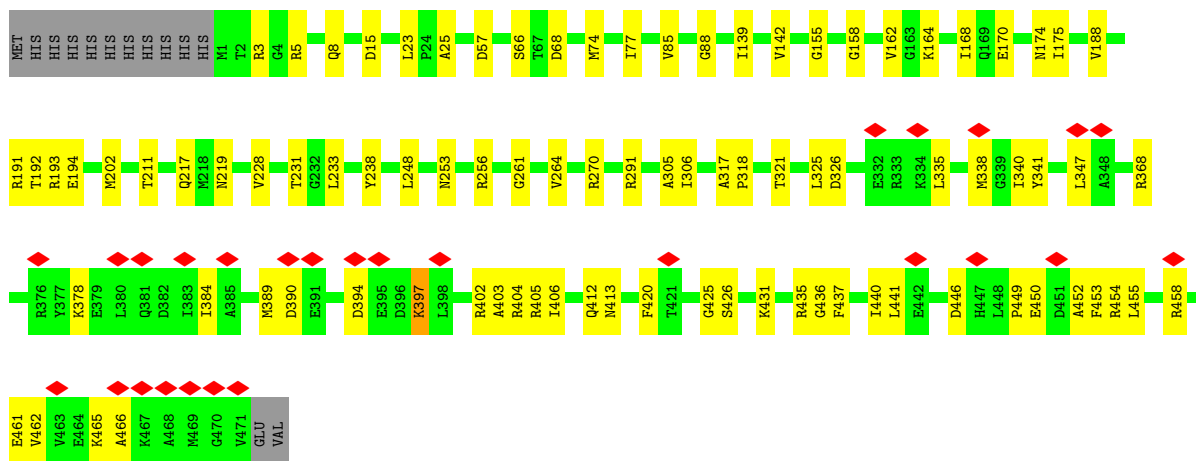 MET HIS HIS HIS HIS HIS HIS HIS HIS HIS M1 T2 R3 G4 R5 Q8 D15 L23 P24 A25 D57 S66 T67 D68 M74 I77 V85 G88 I139 V142 G155 G158 V162 G163 K164 I168 Q169 E170 N174 I175 V188
R191 T192 R193 E194 M202 T211 Q217 M218 N219 V228 T231 G232 L233 Y238 L248 N253 R256 G261 V264 R270 R291 A305 I306 A317 P318 T321 L325 D326 E332 R333 K334 L335 M338 G339 I340 Y341 L347 A348 R368
R376 Y377 K378 E379 L380 Q381 D382 I383 I384 A385 M389 D390 E391 D394 E395 D396 K397 L398 R402 A403 R404 R405 I406 Q412 N413 F420 T421 G425 S426 K431 R435 G436 F437 I440 L441 E442 D446 H447 L448 P449 E450 D451 A452 F453 R454 L455 R458
E461 V462 V463 E464 K465 A466 K467 A468 M469 G470 V471 GLU VAL